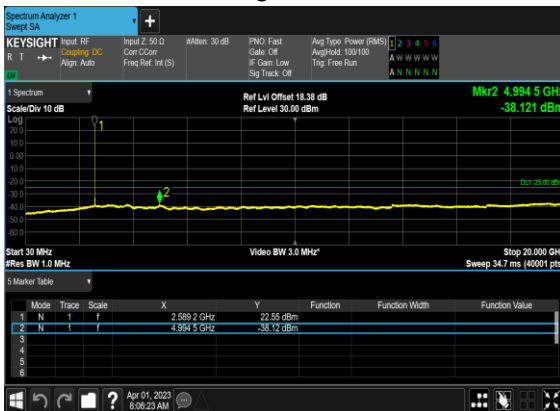 Spectrum Analyzer 1
Swept SA
KEYSIGHT Input: RF Input Z: 50 Ω #Atten: 30 dB PNO: Fast Avg Type: Power (RMS) 1 2 3 4 5 6
R T Coupling: DC Corr CCorr Gate: Off Avg|Hold: 100/100 A W W W W W
Align: Auto Freq Ref: Int (S) IF Gain: Low Trig: Free Run
LV Sig Track: Off A N N N N N
1 Spectrum Ref Lvl Offset 18.38 dB Mkr2 4.994 5 GHz
Scale/Div 10 dB Ref Level 30.00 dBm -38.121 dBm
Log
20.0
10.0
0.00
-10.0
-20.0
-30.0
-40.0
-50.0
-60.0
1
2
DL1 -25.00 dBm
Start 30 MHz Video BW 3.0 MHz* Stop 20.000 GHz
#Res BW 1.0 MHz Sweep 34.7 ms (40001 pts)
5 Marker Table
Mode Trace Scale X Y Function Function Width Function Value
1 N 1 f 2.589 2 GHz 22.55 dBm
2 N 1 f 4.994 5 GHz -38.12 dBm
3
4
5
6
? Apr 01, 2023
8:06:23 AM